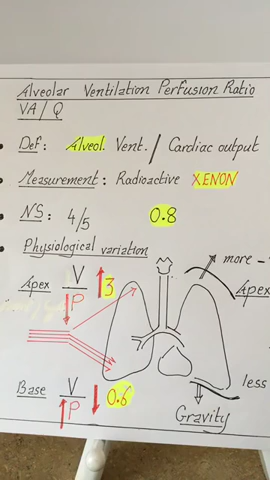 Alveolar Ventilation Perfusion Ratio
VA/Q
• Def: Alveol. Vent. / Cardiac output
• Measurement: Radioactive XENON
• NS: 4/5 0.8
• Physiological variation
Apex V/P ↑3
more -
Apex
Base V/P ↓ 0.6
less
Gravity